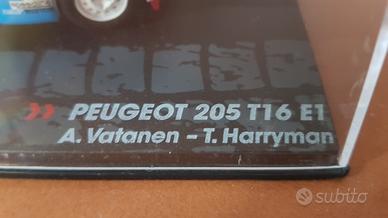 PEUGEOT 205 T16 E1
A. Vatanen - T. Harryman
subito